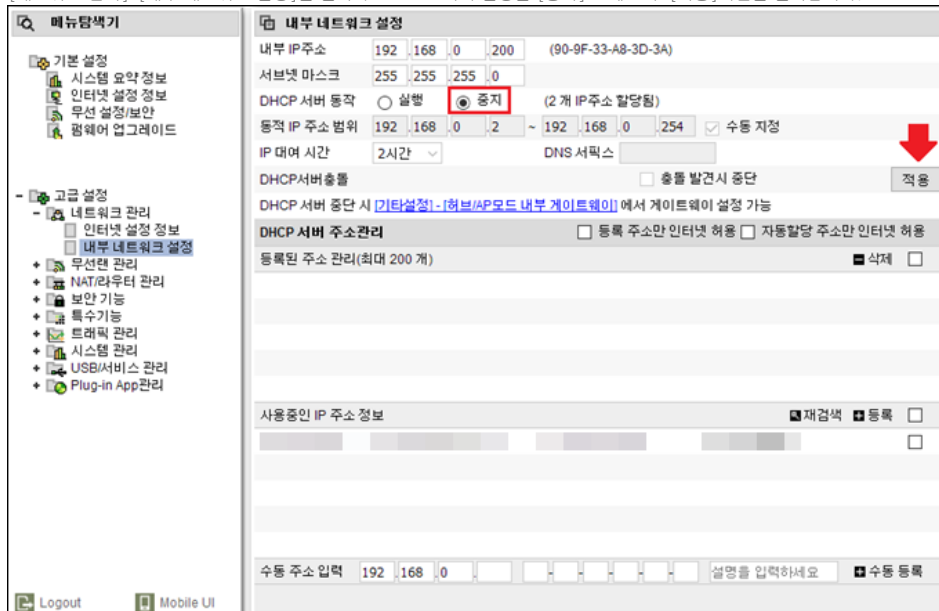 메뉴탐색기
기본 설정
시스템 요약 정보
인터넷 설정 정보
무선 설정/보안
펌웨어 업그레이드
고급 설정
네트워크 관리
인터넷 설정 정보
내부 네트워크 설정
무선랜 관리
NAT/라우터 관리
보안 기능
특수기능
트래픽 관리
시스템 관리
USB/서비스 관리
Plug-in App관리
Logout Mobile UI
내부 네트워크 설정
내부 IP주소 192 .168 .0 .200 (90-9F-33-A8-3D-3A)
서브넷 마스크 255 .255 .255 .0
DHCP 서버 동작 실행 중지 (2 개 IP주소 할당됨)
동적 IP 주소 범위 192 .168 .0 .2 ~ 192 .168 .0 .254 수동 지정
IP 대여 시간 2시간 DNS 서픽스
DHCP서버충돌 충돌 발견시 중단 적용
DHCP 서버 중단 시 [기타설정] - [허브/AP모드 내부 게이트웨이] 에서 게이트웨이 설정 가능
DHCP 서버 주소관리 등록 주소만 인터넷 허용 자동할당 주소만 인터넷 허용
등록된 주소 관리(최대 200 개) 삭제
사용중인 IP 주소 정보 재검색 등록
수동 주소 입력 192 .168 .0 . - - - - - 설명을 입력하세요 수동 등록